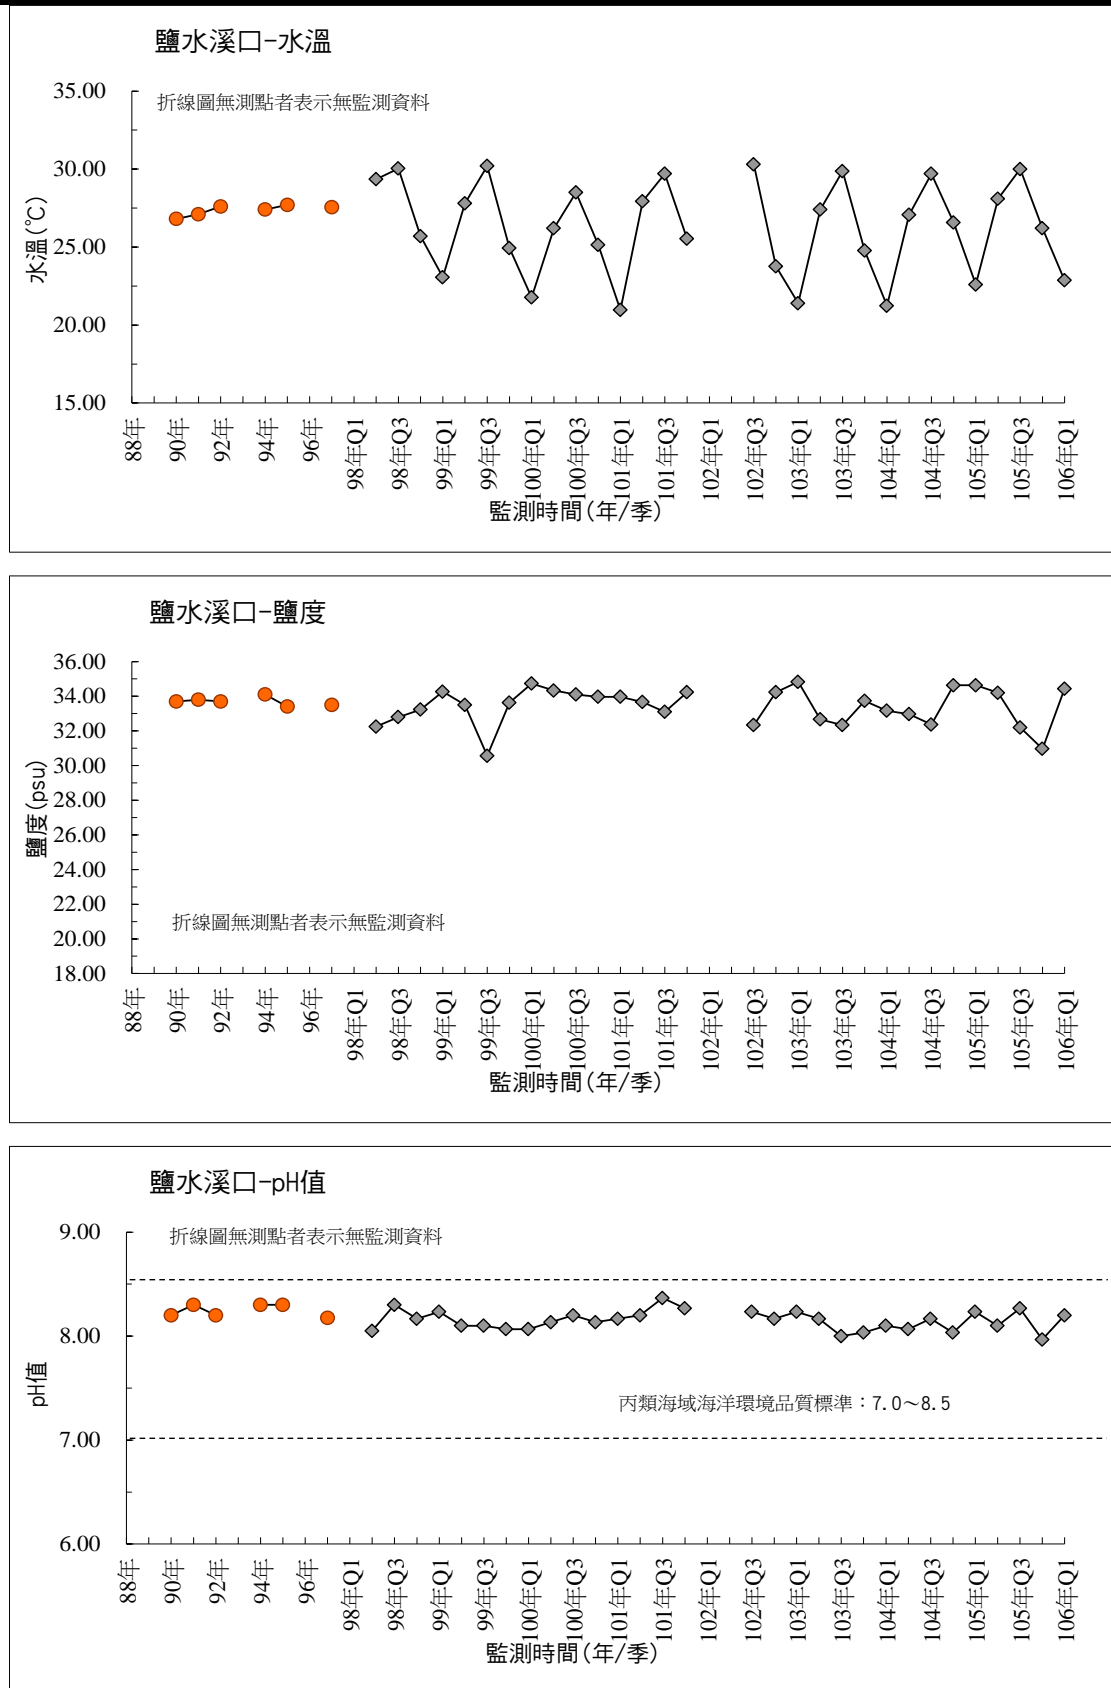 鹽水溪口-水溫
折線圖無測點者表示無監測資料
水溫(℃)
35.00
30.00
25.00
20.00
15.00
88年 90年 92年 94年 96年 98年Q1 98年Q3 99年Q1 99年Q3 100年Q1 100年Q3 101年Q1 101年Q3 102年Q1 102年Q3 103年Q1 103年Q3 104年Q1 104年Q3 105年Q1 105年Q3 106年Q1
監測時間(年/季)
鹽水溪口-鹽度
鹽度(psu)
36.00
34.00
32.00
30.00
28.00
26.00
24.00
22.00
折線圖無測點者表示無監測資料
20.00
18.00
88年 90年 92年 94年 96年 98年Q1 98年Q3 99年Q1 99年Q3 100年Q1 100年Q3 101年Q1 101年Q3 102年Q1 102年Q3 103年Q1 103年Q3 104年Q1 104年Q3 105年Q1 105年Q3 106年Q1
監測時間(年/季)
鹽水溪口-pH值
折線圖無測點者表示無監測資料
pH值
9.00
8.00
丙類海域海洋環境品質標準：7.0～8.5
7.00
6.00
88年 90年 92年 94年 96年 98年Q1 98年Q3 99年Q1 99年Q3 100年Q1 100年Q3 101年Q1 101年Q3 102年Q1 102年Q3 103年Q1 103年Q3 104年Q1 104年Q3 105年Q1 105年Q3 106年Q1
監測時間(年/季)